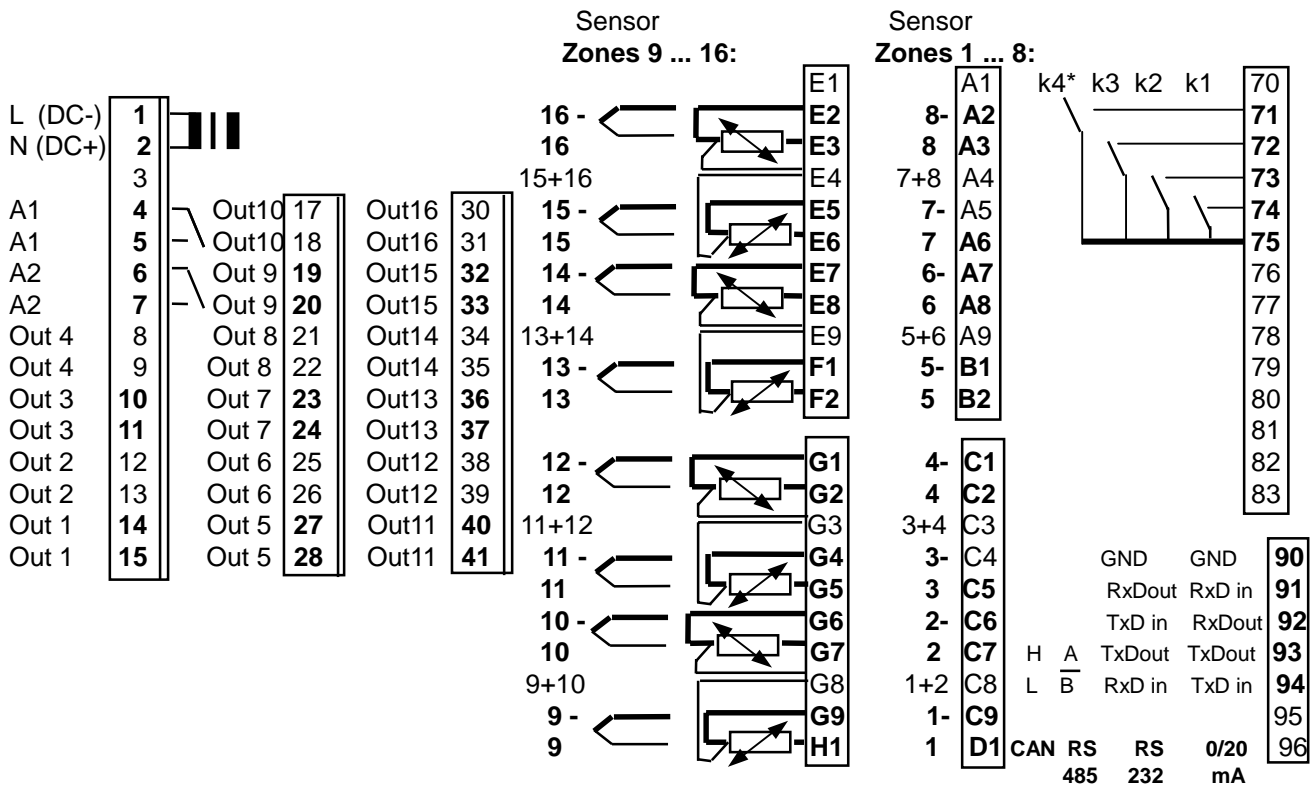 Sensor Sensor
Zones 9 ... 16: Zones 1 ... 8:
E1 A1 k4* k3 k2 k1 70
L (DC-) 1 16 - E2 8- A2 71
N (DC+) 2 16 E3 8 A3 72
3 15+16 E4 7+8 A4 73
A1 4 Out10 17 Out16 30 15 - E5 7- A5 74
A1 5 Out10 18 Out16 31 15 E6 7 A6 75
A2 6 Out 9 19 Out15 32 14 - E7 6- A7 76
A2 7 Out 9 20 Out15 33 14 E8 6 A8 77
Out 4 8 Out 8 21 Out14 34 13+14 E9 5+6 A9 78
Out 4 9 Out 8 22 Out14 35 13 - F1 5- B1 79
Out 3 10 Out 7 23 Out13 36 13 F2 5 B2 80
Out 3 11 Out 7 24 Out13 37 81
Out 2 12 Out 6 25 Out12 38 12 - G1 4- C1 82
Out 2 13 Out 6 26 Out12 39 12 G2 4 C2 83
Out 1 14 Out 5 27 Out11 40 11+12 G3 3+4 C3
Out 1 15 Out 5 28 Out11 41 11 - G4 3- C4 GND GND 90
11 G5 3 C5 RxDout RxD in 91
10 - G6 2- C6 TxD in RxDout 92
10 G7 2 C7 H A TxDout TxDout 93
9+10 G8 1+2 C8 L B RxD in TxD in 94
9 - G9 1- C9 95
9 H1 1 D1 CAN RS RS 0/20 96
485 232 mA